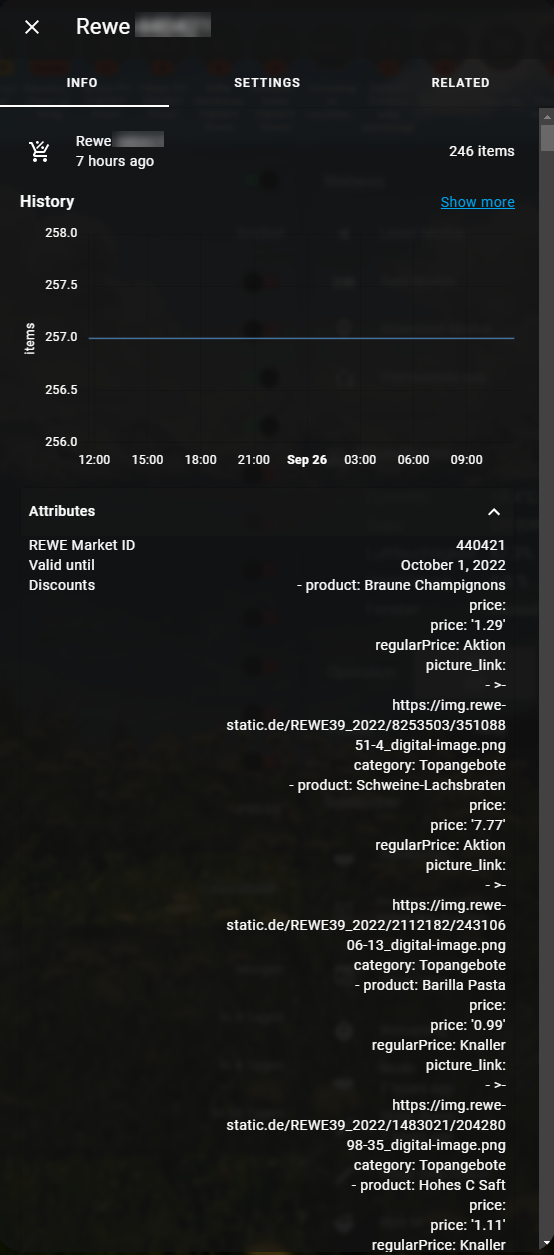 Rewe
INFO
SETTINGS
RELATED
Rewe
7 hours ago
246 items
History
Show more
258.0
257.5
257.0
256.5
256.0
items
12:00 15:00 18:00 21:00 Sep 26 03:00 06:00 09:00
Attributes
REWE Market ID 440421
Valid until October 1, 2022
Discounts - product: Braune Champignons
price:
price: '1.29'
regularPrice: Aktion
picture_link:
- >-
https://img.rewe-
static.de/REWE39_2022/8253503/351088
51-4_digital-image.png
category: Topangebote
- product: Schweine-Lachsbraten
price:
price: '7.77'
regularPrice: Aktion
picture_link:
- >-
https://img.rewe-
static.de/REWE39_2022/2112182/243106
06-13_digital-image.png
category: Topangebote
- product: Barilla Pasta
price:
price: '0.99'
regularPrice: Knaller
picture_link:
- >-
https://img.rewe-
static.de/REWE39_2022/1483021/204280
98-35_digital-image.png
category: Topangebote
- product: Hohes C Saft
price:
price: '1.11'
regularPrice: Knaller